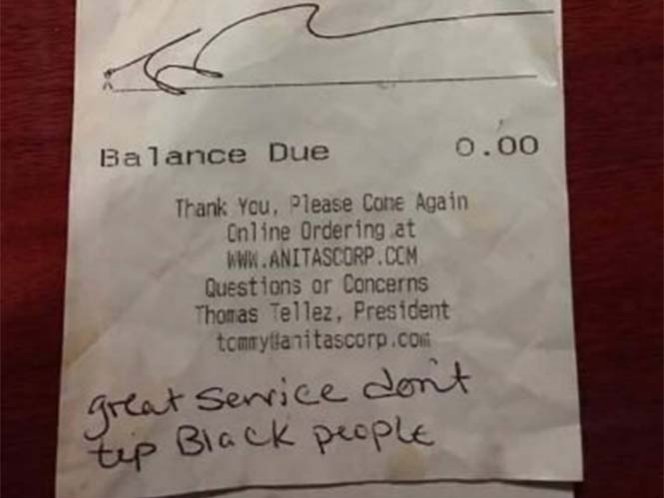 Balance Due 0.00
Thank You, Please Come Again
Online Ordering at
WWW.ANITASCORP.COM
Questions or Concerns
Thomas Tellez, President
tommy@anitascorp.com
great service don't
tip Black people